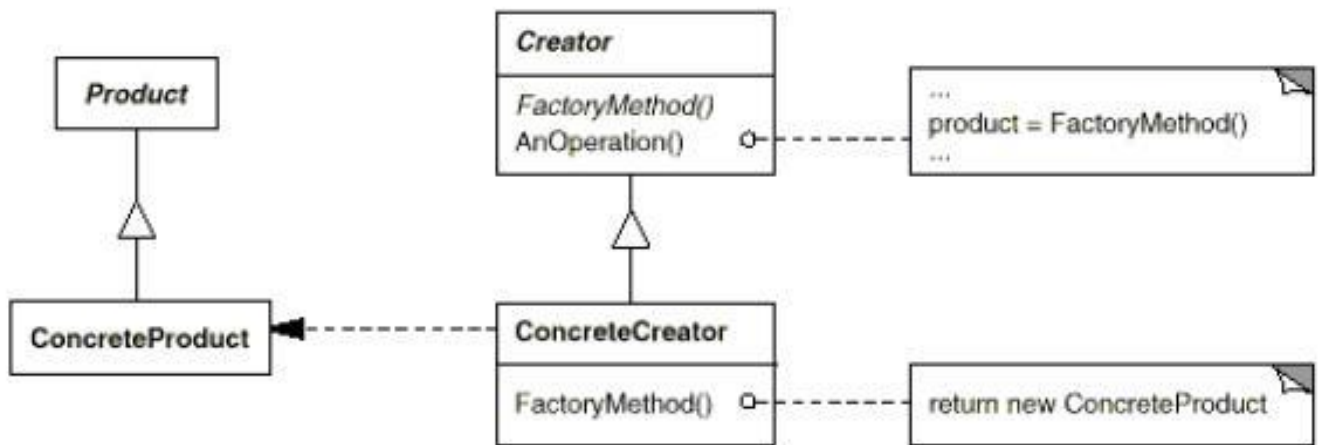 Product
ConcreteProduct
Creator
FactoryMethod()
AnOperation()
...
product = FactoryMethod()
...
ConcreteCreator
FactoryMethod()
return new ConcreteProduct